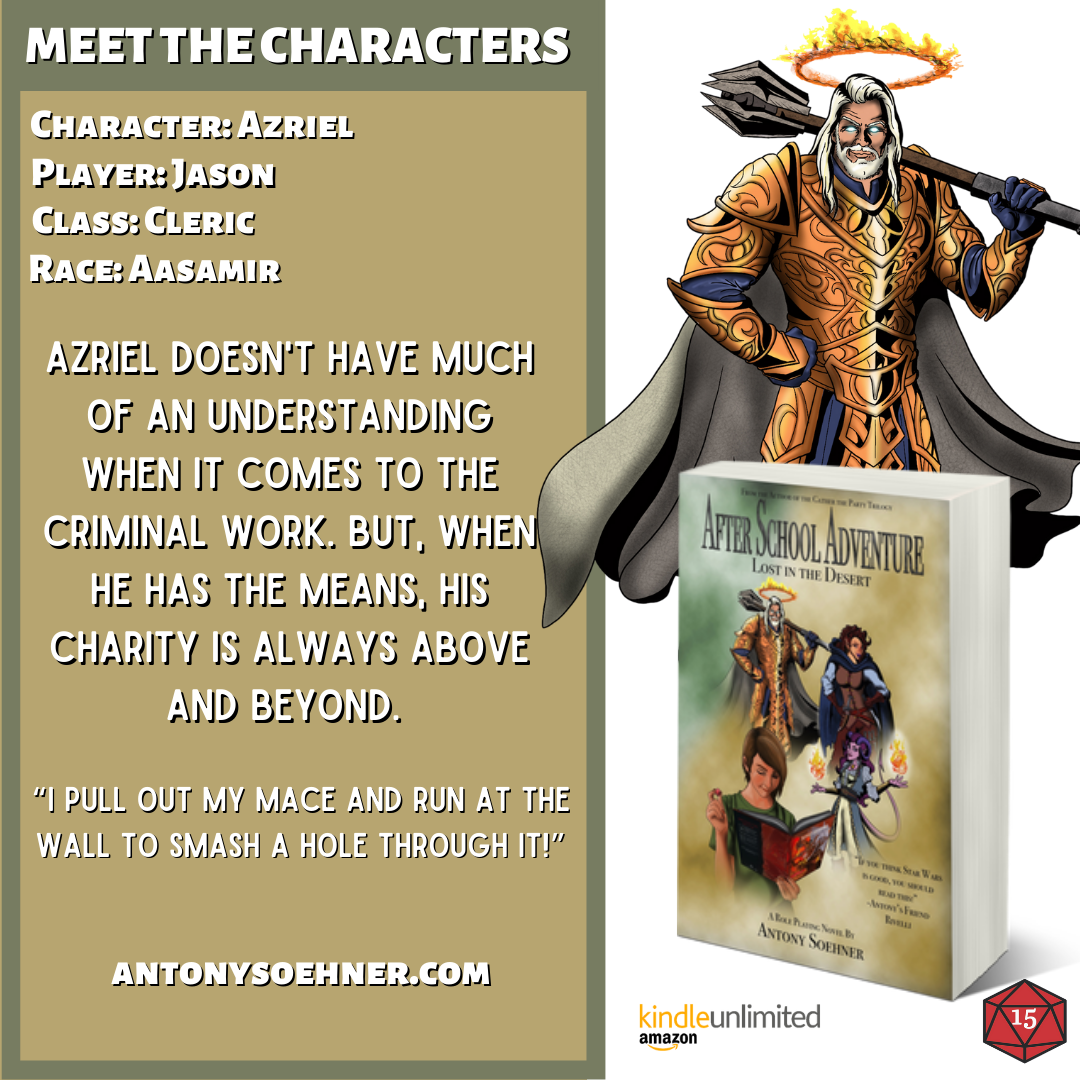 MEET THE CHARACTERS
Character: Azriel
Player: Jason
Class: Cleric
Race: Aasamir
AZRIEL DOESN'T HAVE MUCH
OF AN UNDERSTANDING
WHEN IT COMES TO THE
CRIMINAL WORK. BUT, WHEN
HE HAS THE MEANS, HIS
CHARITY IS ALWAYS ABOVE
AND BEYOND.
"I PULL OUT MY MACE AND RUN AT THE
WALL TO SMASH A HOLE THROUGH IT!"
ANTONYSOEHNER.COM
From the Author of the Gather the Party Trilogy
After School Adventure
Lost in the Desert
"If you think Star Wars
is good, you should
read this"
-Antony's Friend
Rivelli
A Role Playing Novel By
Antony Soehner
kindleunlimited
amazon
15